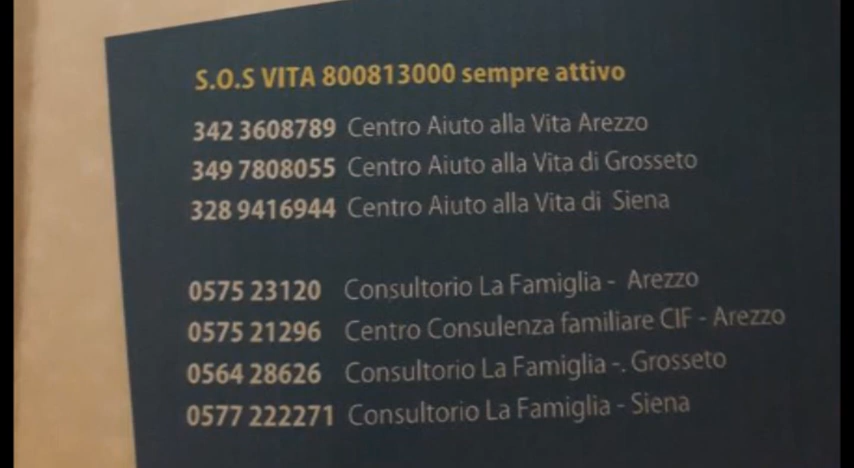 S.O.S VITA 800813000 sempre attivo
342 3608789 Centro Aiuto alla Vita Arezzo
349 7808055 Centro Aiuto alla Vita di Grosseto
328 9416944 Centro Aiuto alla Vita di Siena
0575 23120 Consultorio La Famiglia - Arezzo
0575 21296 Centro Consulenza familiare CIF - Arezzo
0564 28626 Consultorio La Famiglia -. Grosseto
0577 222271 Consultorio La Famiglia - Siena